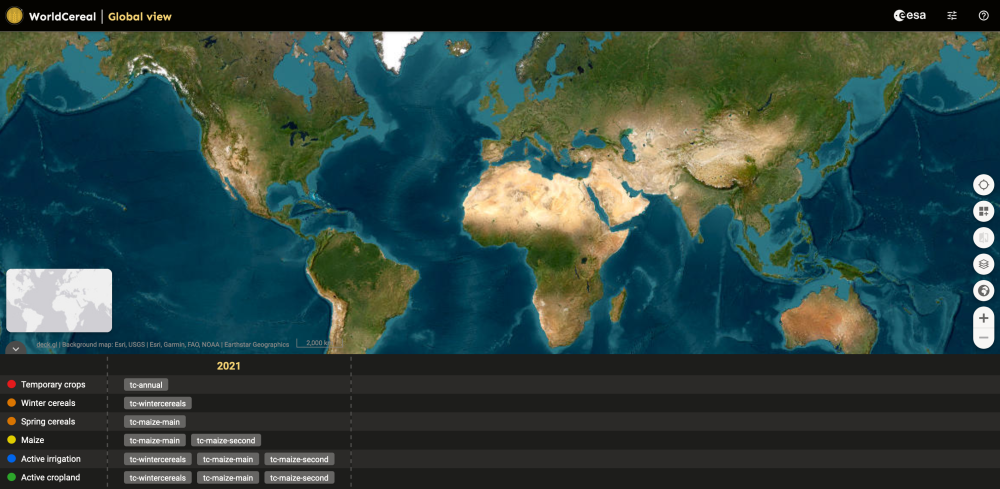 WorldCereal | Global view
esa
deck.gl | Background map: Esri, USGS | Esri, Garmin, FAO, NOAA | Earthstar Geographics
2,000
2021
Temporary crops tc-annual
Winter cereals tc-wintercereals
Spring cereals tc-maize-main
Maize tc-maize-main tc-maize-second
Active irrigation tc-wintercereals tc-maize-main tc-maize-second
Active cropland tc-wintercereals tc-maize-main tc-maize-second